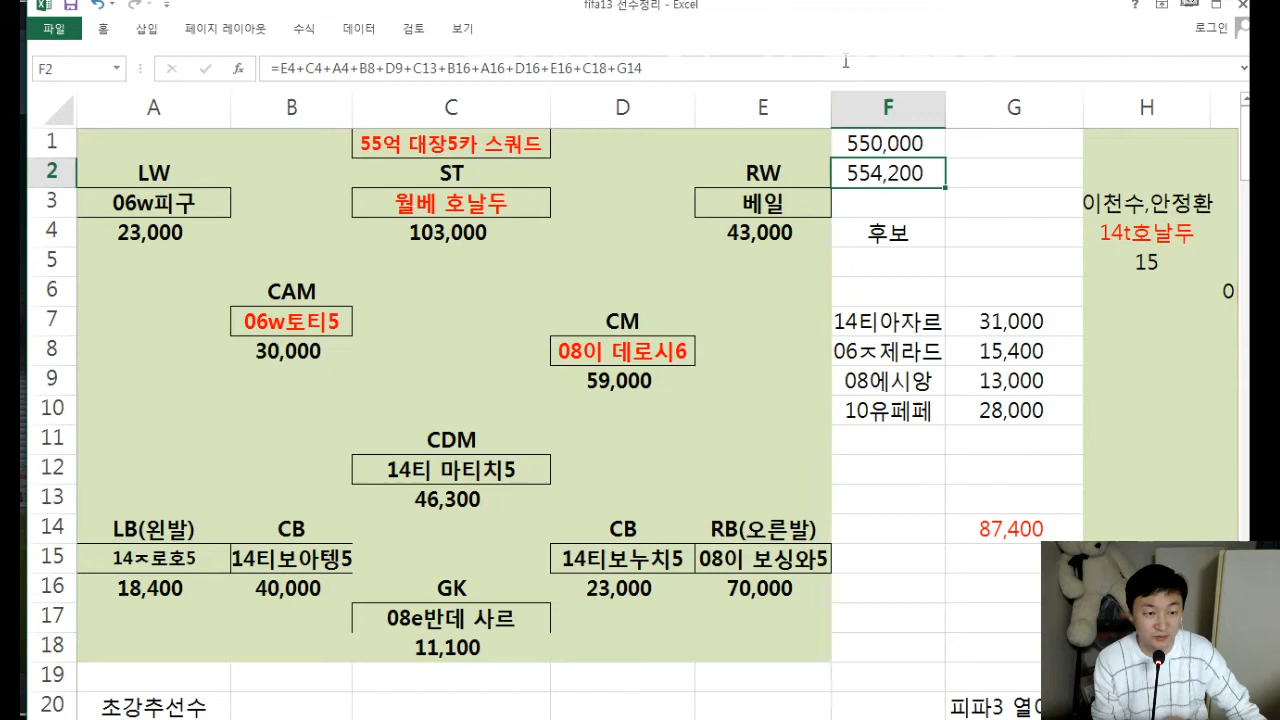 fifa13 선수정리 - Excel
파일 홈 삽입 페이지 레이아웃 수식 데이터 검토 보기 로그인
F2 fx =E4+C4+A4+B8+D9+C13+B16+A16+D16+E16+C18+G14
A B C D E F G H
1 55억 대장5카 스쿼드 550,000
2 LW ST RW 554,200
3 06w피구 월베 호날두 베일 이천수,안정환
4 23,000 103,000 43,000 후보 14t호날두
5 15
6 CAM
7 06w토티5 CM 14티아자르 31,000
8 30,000 08이 데로시6 06ㅈ제라드 15,400
9 59,000 08에시앙 13,000
10 10유페페 28,000
11 CDM
12 14티 마티치5
13 46,300
14 LB(왼발) CB CB RB(오른발) 87,400
15 14ㅈ로호5 14티보아텡5 14티보누치5 08이 보싱와5
16 18,400 40,000 GK 23,000 70,000
17 08e반데 사르
18 11,100
19
20 초강추선수 피파3